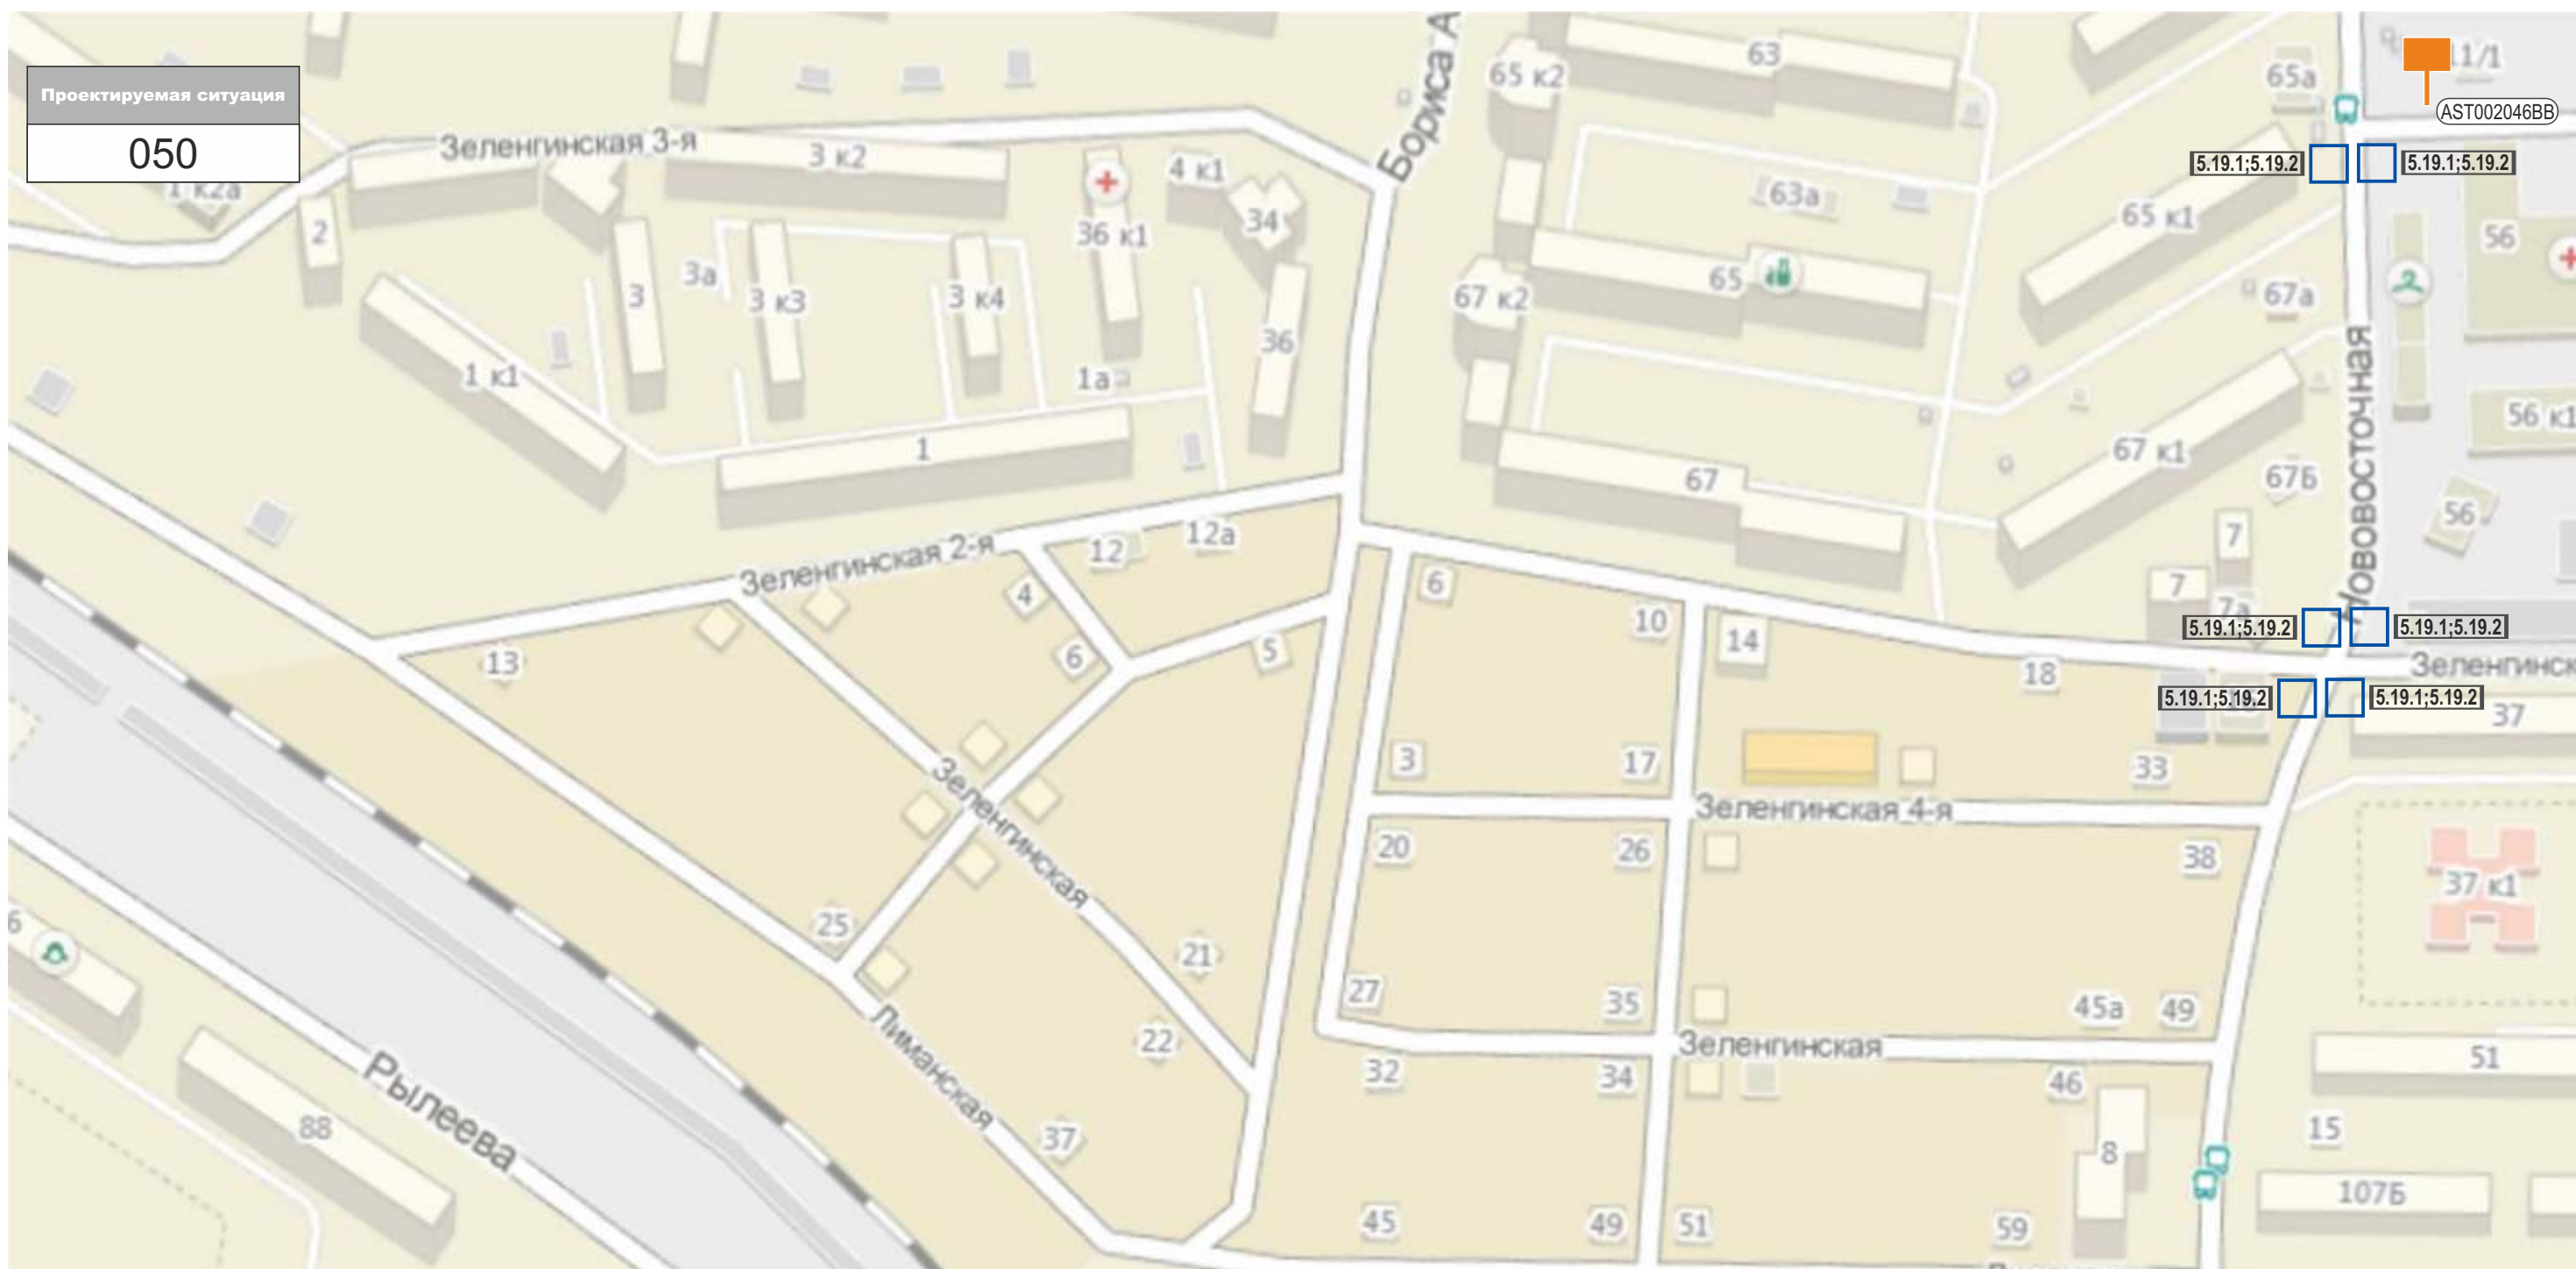 Проектируемая ситуация
050
1 к2а
Зеленгинская 3-я
3 к2
2
3
3а
3 к3
3 к4
36 к1
4 к1
34
36
1а
1 к1
1
Бориса А
65 к2
63
63а
65
67 к2
67
65а
11/1
AST002046BB
5.19.1;5.19.2
5.19.1;5.19.2
65 к1
56
67а
Нововосточная
56 к1
67 к1
67Б
56
7
7
7а
5.19.1;5.19.2
5.19.1;5.19.2
Зеленгинск
5.19.1;5.19.2
5.19.1;5.19.2
37
Зеленгинская 2-я
12
12а
4
6
5
13
6
10
14
18
3
17
33
Зеленгинская 4-я
20
26
38
37 к1
Зеленгинская
25
21
22
27
35
45а
49
Зеленгинская
32
34
46
51
8
15
107Б
Лиманская
37
45
49
51
59
6
88
Рылеева